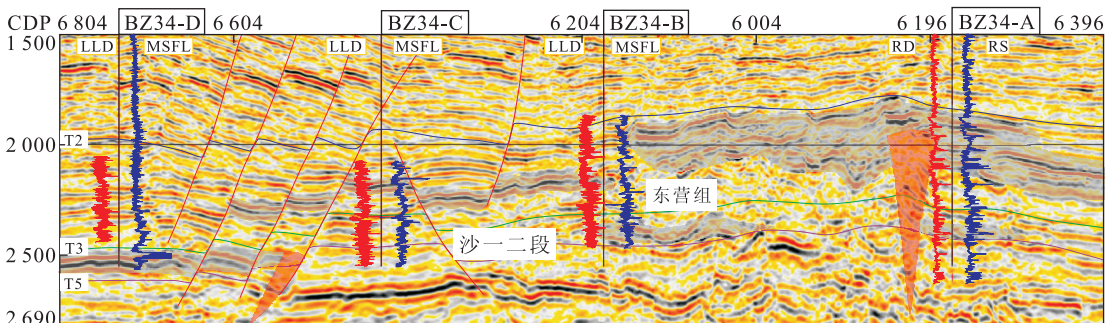 CDP 6 804 BZ34-D 6 604 BZ34-C 6 204 BZ34-B 6 004 6 196 BZ34-A 6 396
1 500 LLD MSFL LLD MSFL LLD MSFL RD RS
T2
2 000
东营组
沙一二段
T3
2 500
T5
2 690